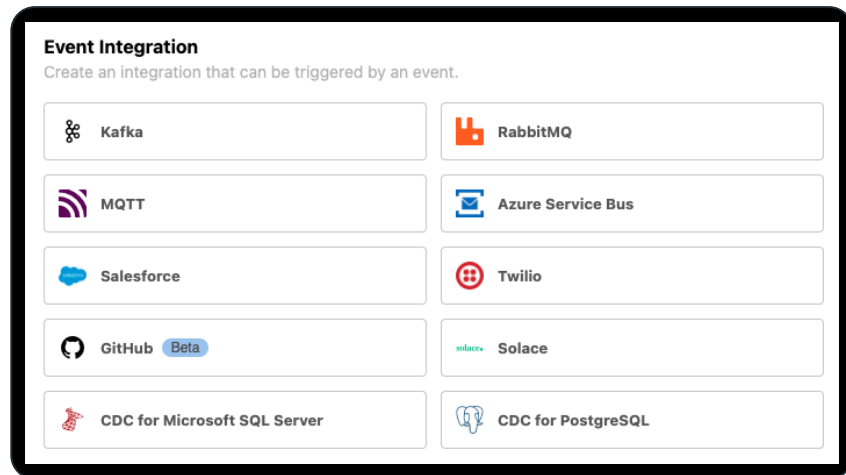 Event Integration
Create an integration that can be triggered by an event.
Kafka
RabbitMQ
MQTT
Azure Service Bus
Salesforce
Twilio
GitHub Beta
solace. Solace
CDC for Microsoft SQL Server
CDC for PostgreSQL